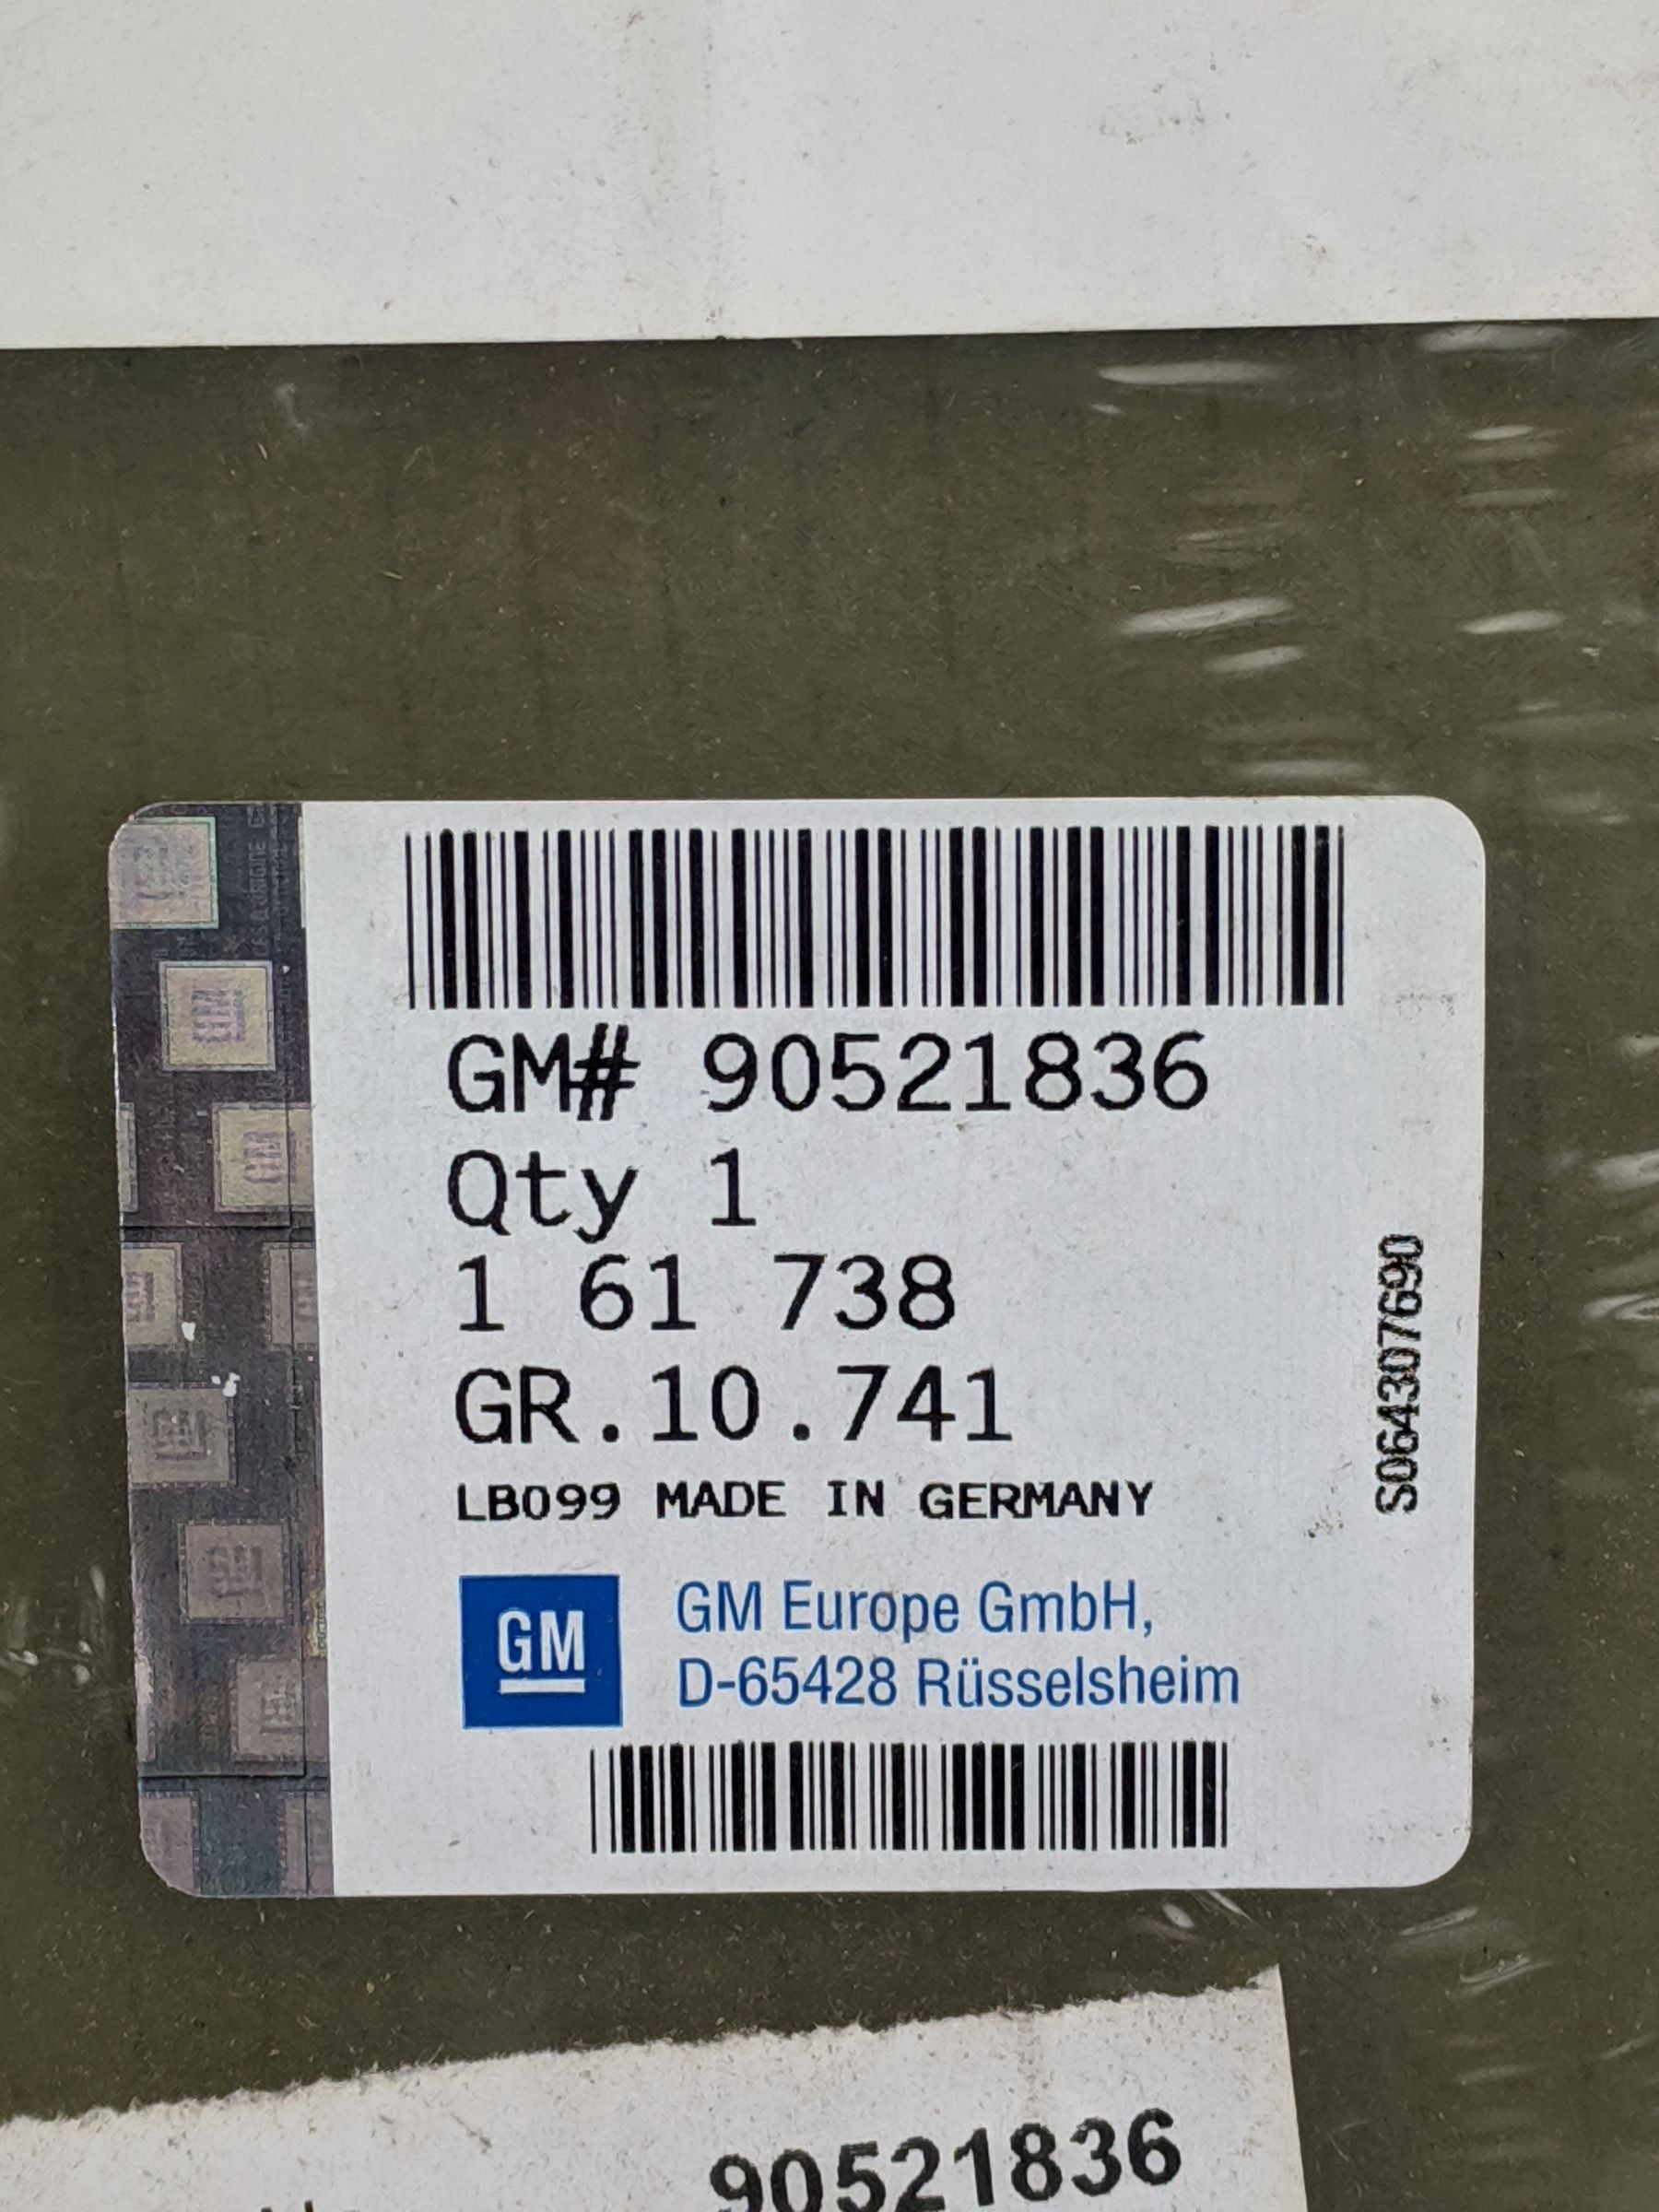 GM# 90521836
Qty 1
1 61 738
GR.10.741
LB099 MADE IN GERMANY
S064307690
GM
GM Europe GmbH,
D-65428 Rüsselsheim
90521836